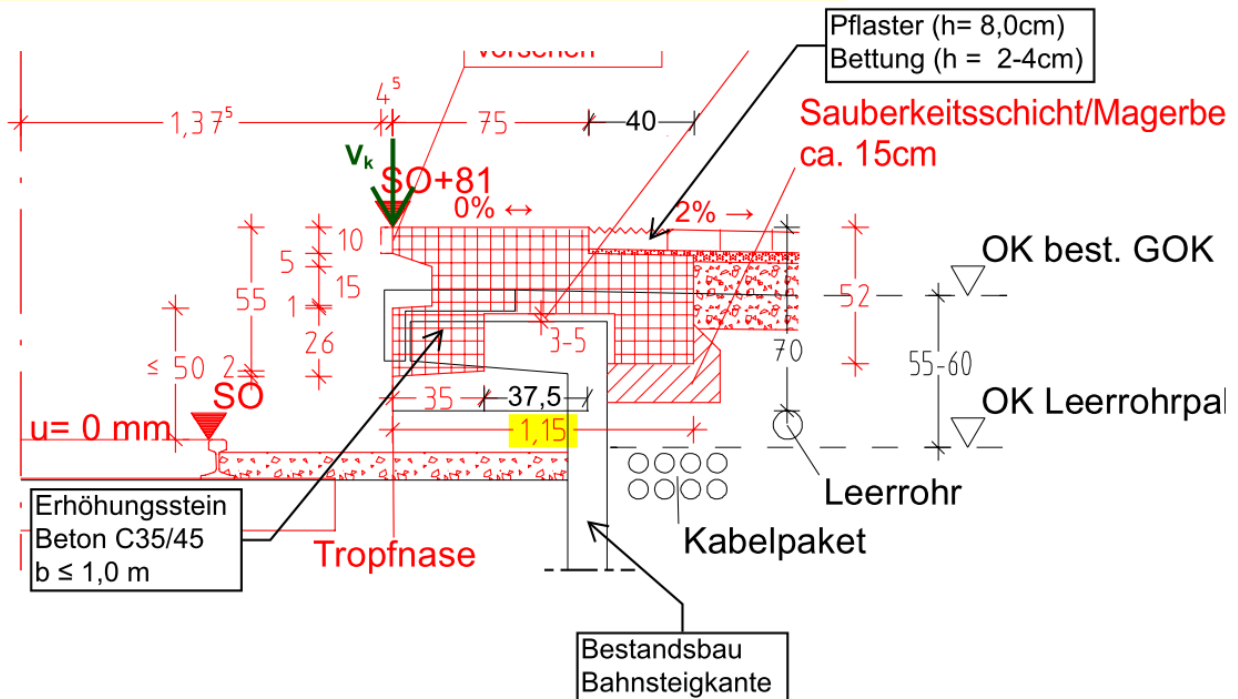 vorsehen
Pflaster (h= 8,0cm)
Bettung (h = 2-4cm)
4⁵
1,37⁵
75
40
Sauberkeitsschicht/Magerbe
ca. 15cm
Vk
SO+81
0% ↔
2% →
10
OK best. GOK
5
55
15
52
1
3-5
26
70
≤ 50
2
55-60
SO
35
37,5
OK Leerrohrpa
u= 0 mm
1,15
Leerrohr
Erhöhungsstein
Beton C35/45
b ≤ 1,0 m
Kabelpaket
Tropfnase
Bestandsbau
Bahnsteigkante